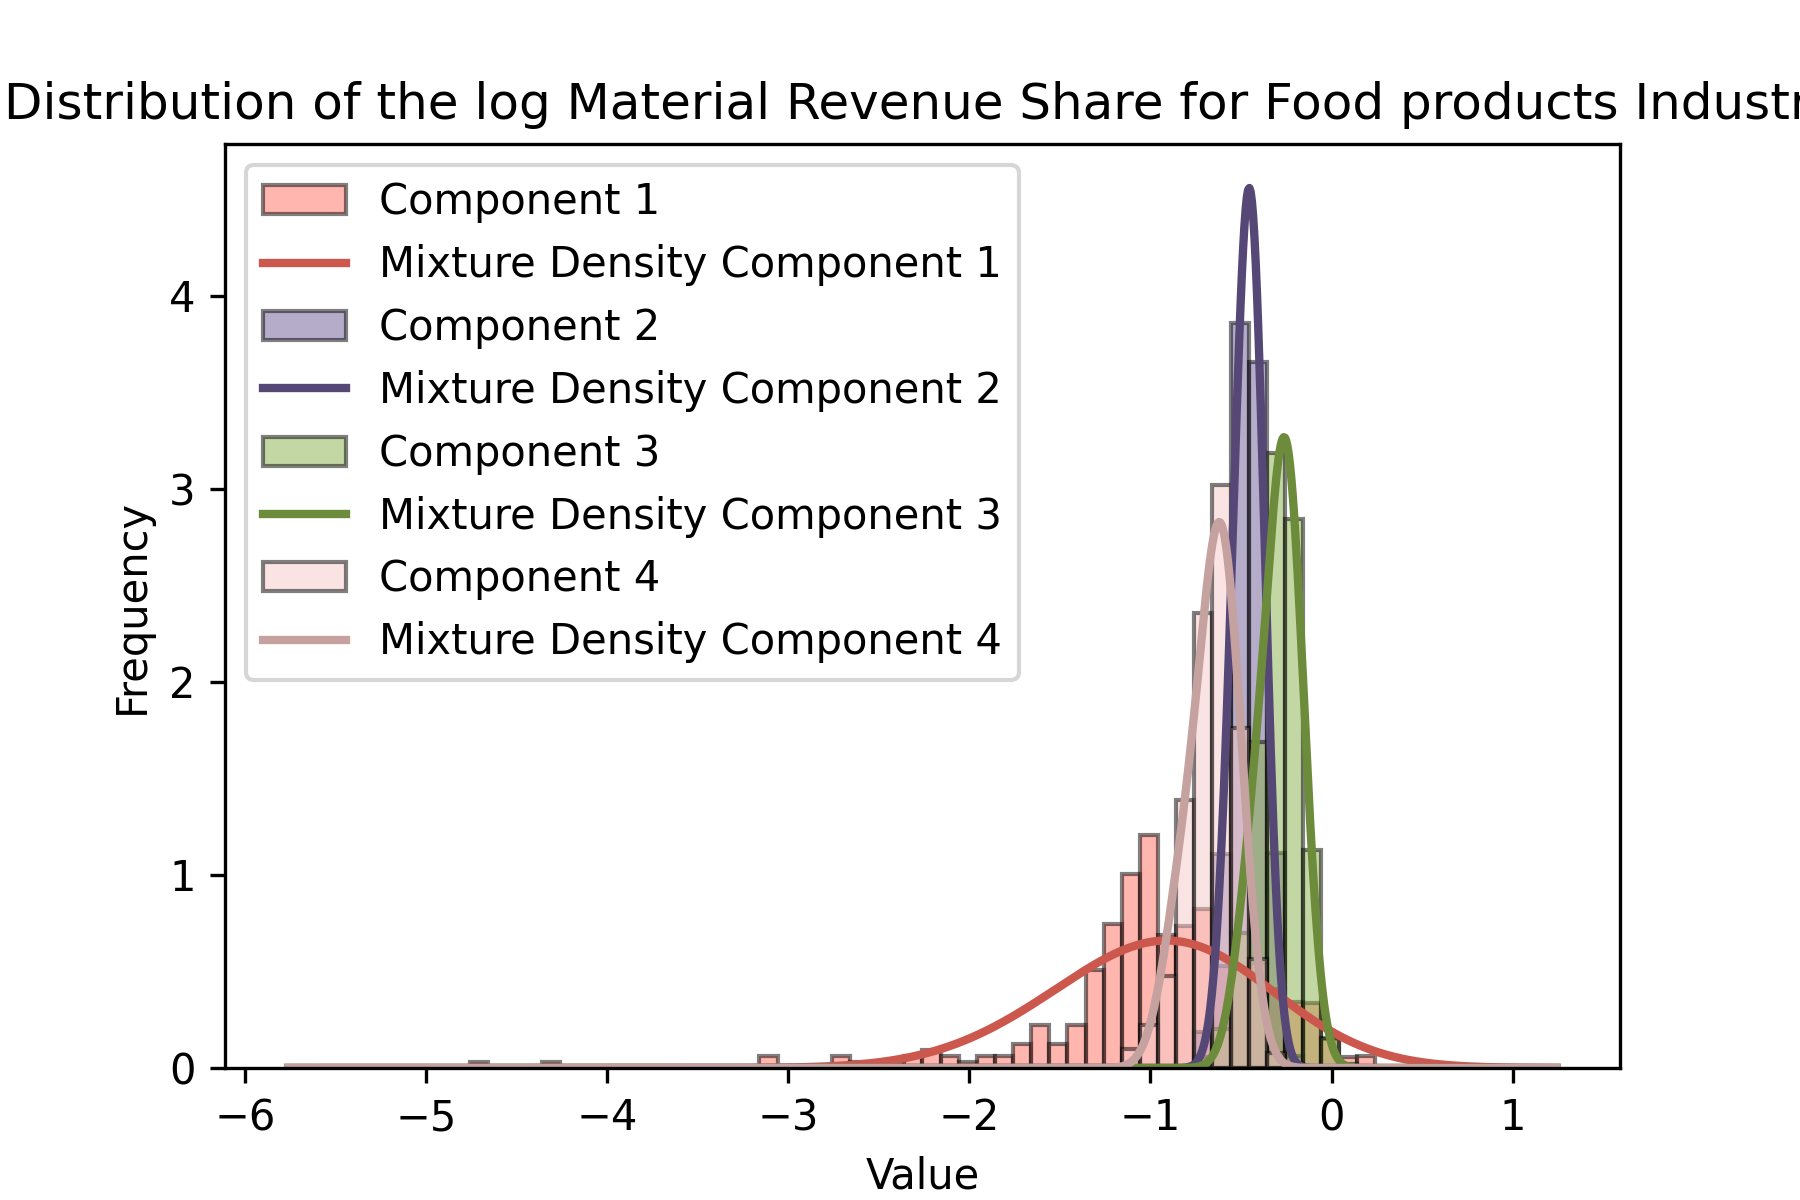 Distribution of the log Material Revenue Share for Food products Industr
Component 1
Mixture Density Component 1
Component 2
Mixture Density Component 2
Component 3
Mixture Density Component 3
Component 4
Mixture Density Component 4
Frequency
4
3
2
1
0
−6 −5 −4 −3 −2 −1 0 1
Value